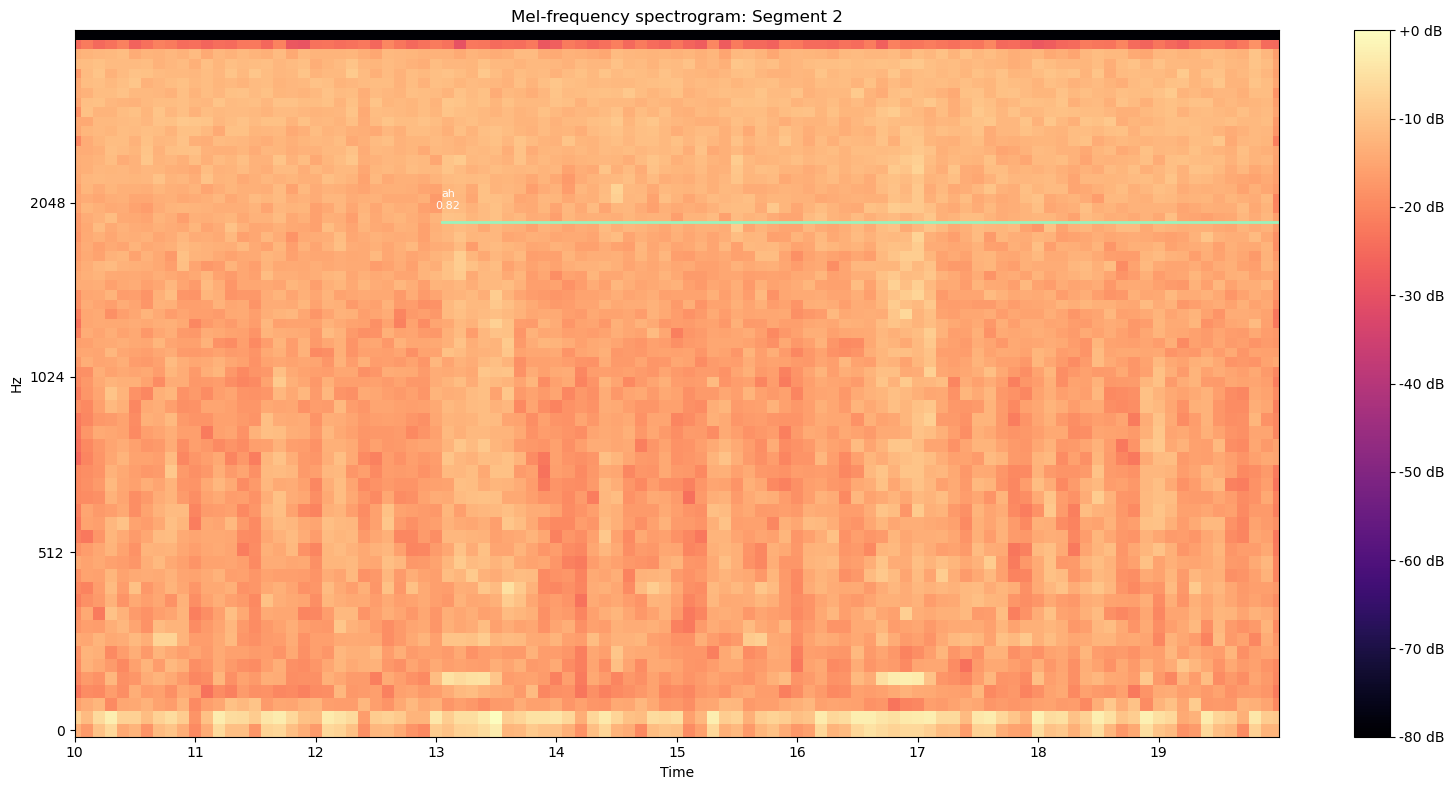 Mel-frequency spectrogram: Segment 2
+0 dB
-10 dB
-20 dB
-30 dB
-40 dB
-50 dB
-60 dB
-70 dB
-80 dB
Hz
2048
1024
512
0
ah
0.82
10 11 12 13 14 15 16 17 18 19
Time